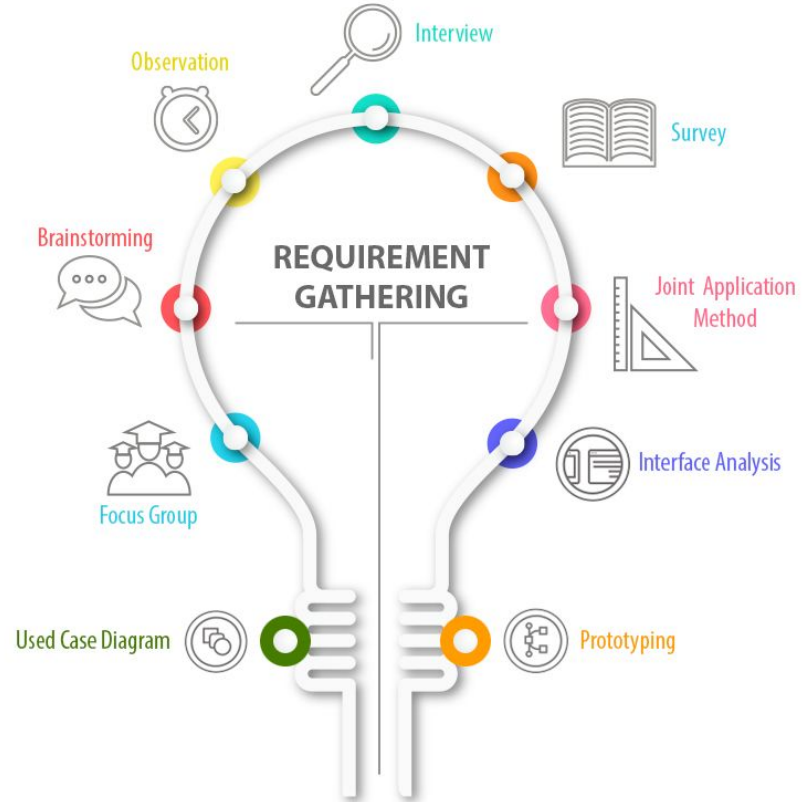 Interview
Observation
Survey
Brainstorming
REQUIREMENT
GATHERING
Joint Application
Method
Interface Analysis
Focus Group
Used Case Diagram
Prototyping